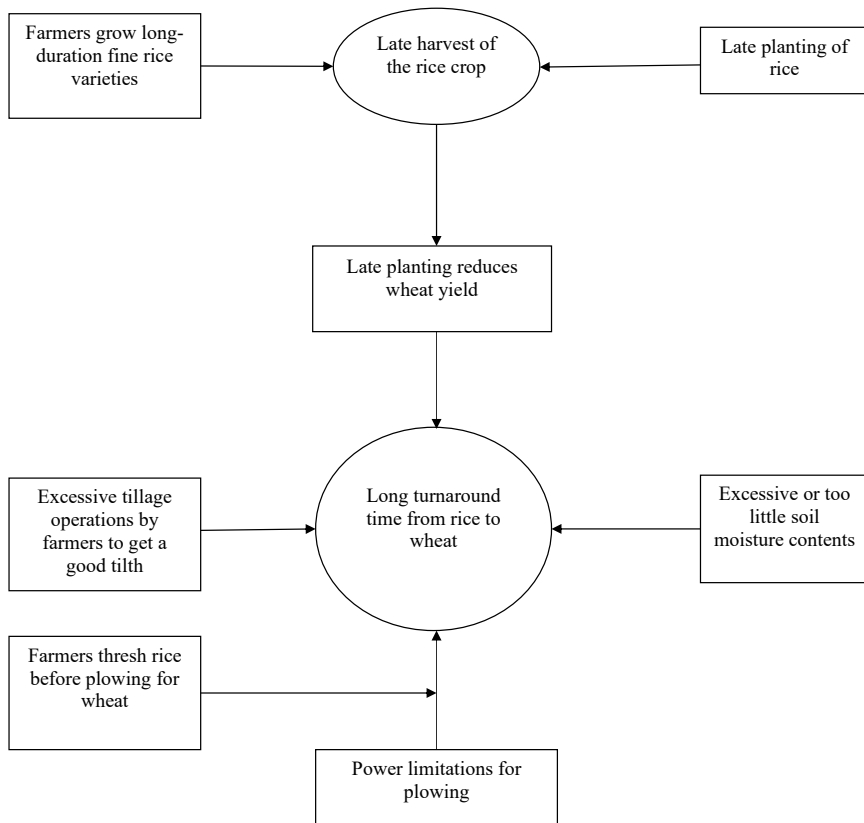 Farmers grow long-
duration fine rice
varieties
Late harvest of
the rice crop
Late planting of
rice
Late planting reduces
wheat yield
Excessive tillage
operations by
farmers to get a
good tilth
Long turnaround
time from rice to
wheat
Excessive or too
little soil
moisture contents
Farmers thresh rice
before plowing for
wheat
Power limitations for
plowing